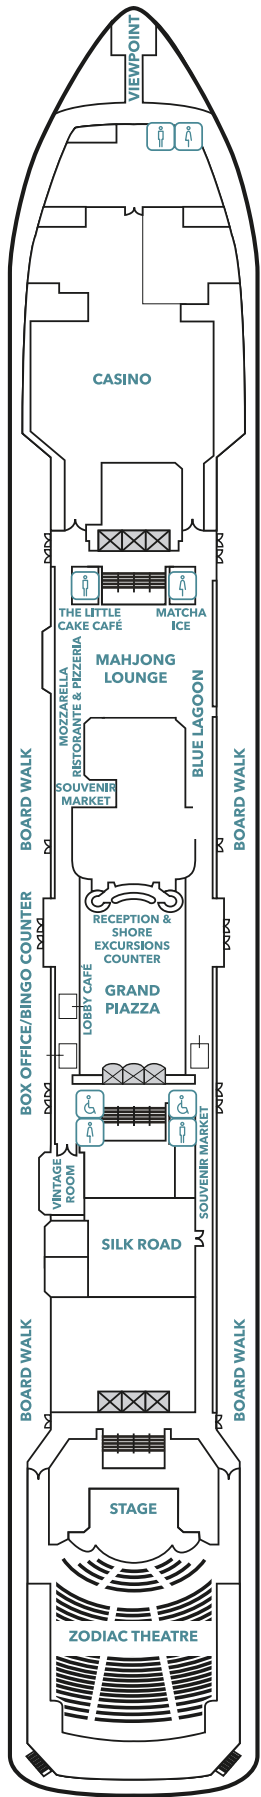 VIEWPOINT
CASINO
THE LITTLE
CAKE CAFÉ
MATCHA
ICE
MAHJONG
LOUNGE
MOZZARELLA
RISTORANTE & PIZZERIA
BLUE LAGOON
SOUVENIR
MARKET
BOARD WALK
BOARD WALK
RECEPTION &
SHORE
EXCURSIONS
COUNTER
BOX OFFICE/BINGO COUNTER
LOBBY CAFÉ
GRAND
PIAZZA
SOUVENIR MARKET
VINTAGE
ROOM
SILK ROAD
BOARD WALK
BOARD WALK
STAGE
ZODIAC THEATRE